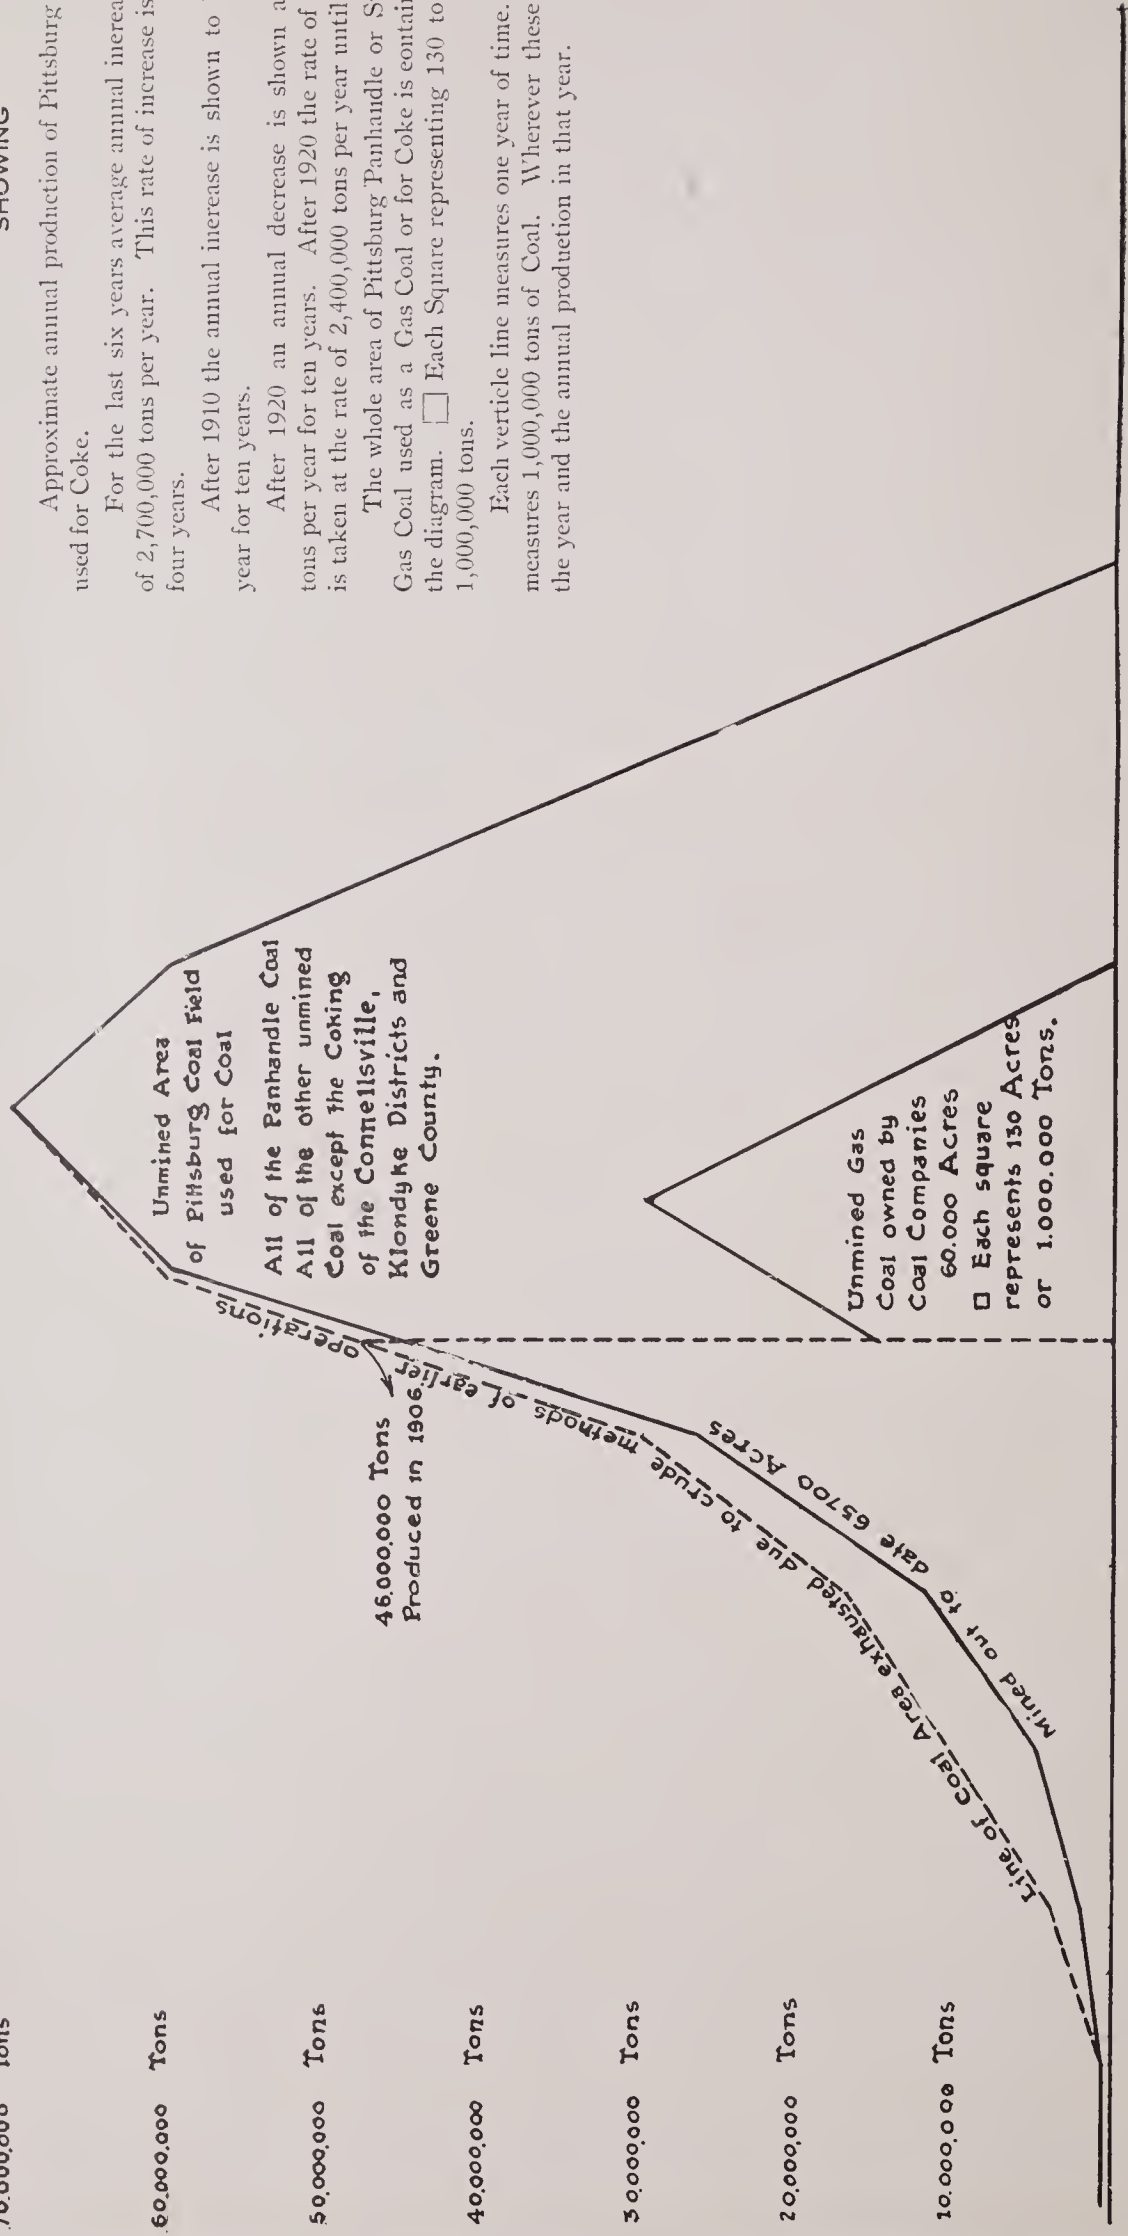 SHOWING
Approximate annual production of Pittsburg
used for Coke.
For the last six years average annual
of 2,700,000 tons per year. This rate of increase is
four years.
After 1910 the annual inerease is shown to
year for ten years.
After 1920 an annual decrease is shown
tons per year for ten years. After 1920 the rate of
is taken at the rate of 2,400,000 tons per year until
The whole area of Pittsburg Panhandle or
Gas Coal used as a Gas Coal or for Coke is
the diagram. Each Square representing 130 to
1,000,000 tons.
Each verticle line measures one year of time.
measures 1,000,000 tons of Coal. Wherever these
the year and the annual production in that year.
70.000,000 Tons
60.000,000 Tons
50,000,000 Tons
40,000,000 Tons
30,000,000 Tons
20,000,000 Tons
10.000,000 Tons
Unmined Area
of Pittsburg Coal Field
used for Coal
All of the Panhandle Coal
All of the other unmined
Coal except the Coking
of the Connellsville,
Klondyke Districts and
Greene County.
46,000,000 Tons
Produced in 1906
Line of Coal Area exhausted due to crude methods of earlier operations
Mined out to date 65700 Acres
Unmined Gas
Coal owned by
Coal Companies
60.000 Acres
Each square
represents 130 Acres
or 1.000.000 Tons.